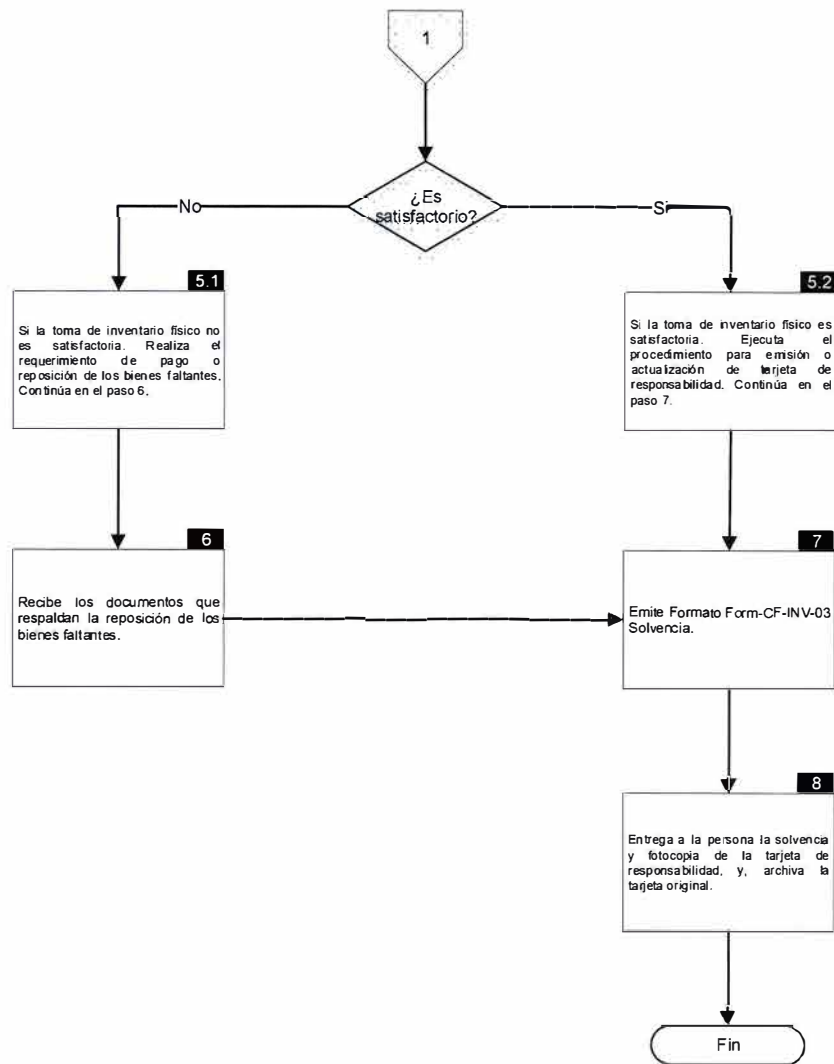 1
¿Es
satisfactorio?
No
Si
5.1
Si la toma de inventario físico no
es satisfactoria. Realiza el
requerimiento de pago o
reposición de los bienes faltantes.
Continúa en el paso 6.
5.2
Si la toma de inventario físico es
satisfactoria. Ejecuta el
procedimiento para emisión o
actualización de tarjeta de
responsabilidad. Continúa en el
paso 7.
6
Recibe los documentos que
respaldan la reposición de los
bienes faltantes.
7
Emite Formato Form-CF-INV-03
Solvencia.
8
Entrega a la persona la solvencia
y fotocopia de la tarjeta de
responsabilidad, y, archiva la
tarjeta original.
Fin